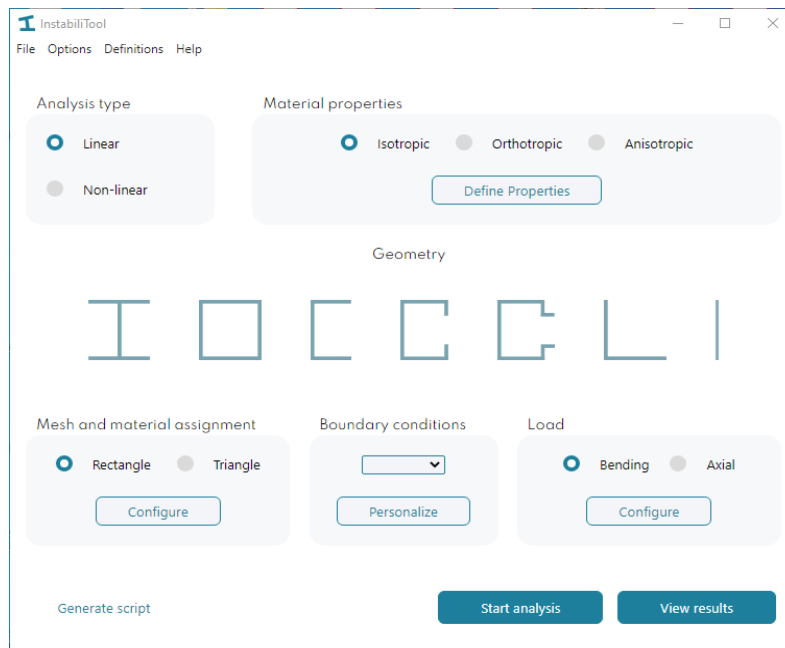 InstabiliTool
File Options Definitions Help
Analysis type
Linear
Non-linear
Material properties
Isotropic Orthotropic Anisotropic
Define Properties
Geometry
Mesh and material assignment
Rectangle Triangle
Configure
Boundary conditions
Personalize
Load
Bending Axial
Configure
Generate script
Start analysis
View results